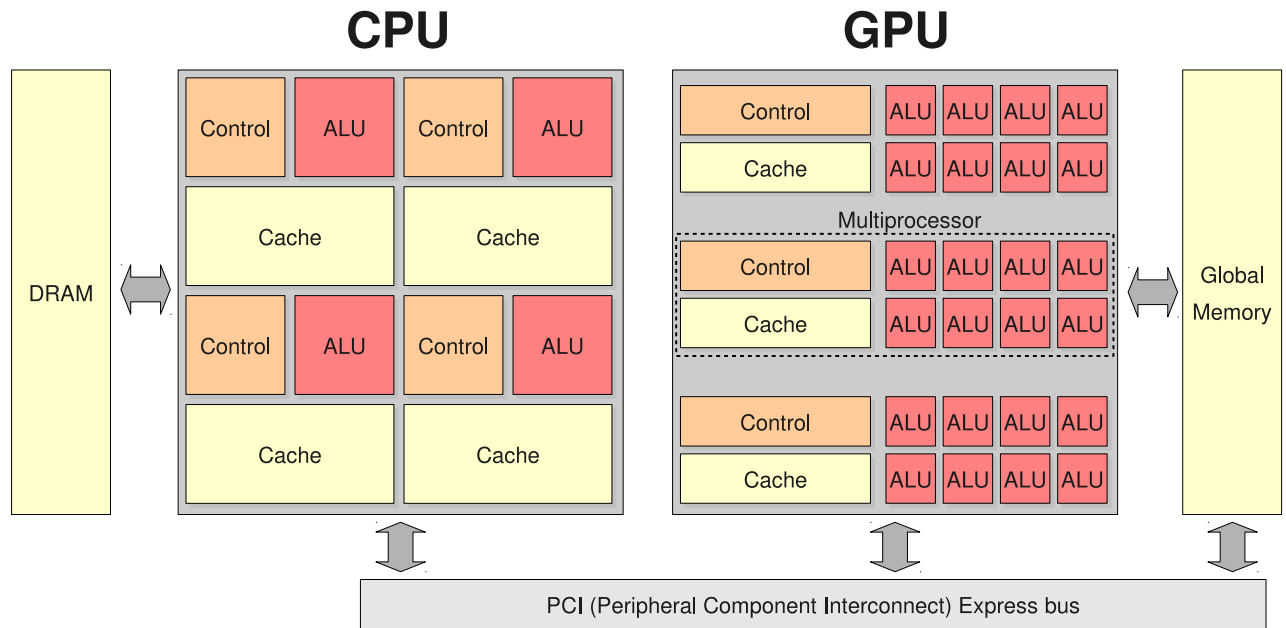 CPU
GPU
DRAM
Control ALU Control ALU
Cache Cache
Control ALU Control ALU
Cache Cache
Control ALU ALU ALU ALU
Cache ALU ALU ALU ALU
Multiprocessor
Control ALU ALU ALU ALU
Cache ALU ALU ALU ALU
Control ALU ALU ALU ALU
Cache ALU ALU ALU ALU
Global
Memory
PCI (Peripheral Component Interconnect) Express bus